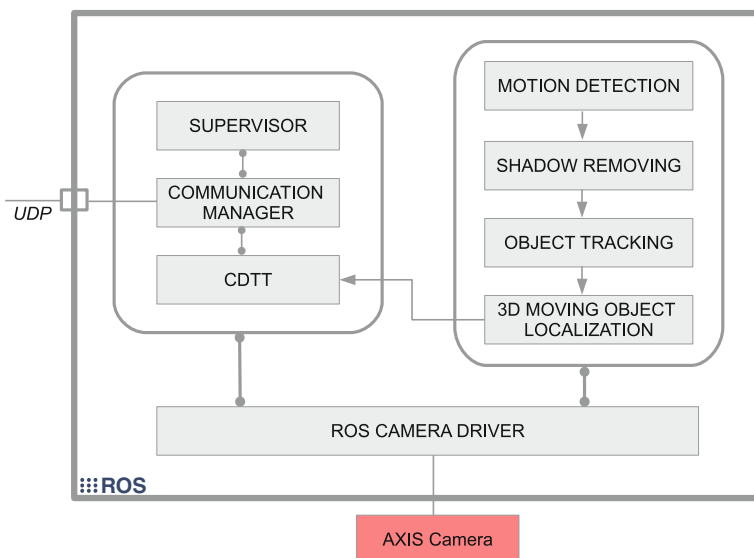 SUPERVISOR
COMMUNICATION
MANAGER
CDTT
UDP
MOTION DETECTION
SHADOW REMOVING
OBJECT TRACKING
3D MOVING OBJECT
LOCALIZATION
ROS CAMERA DRIVER
ROS
AXIS Camera